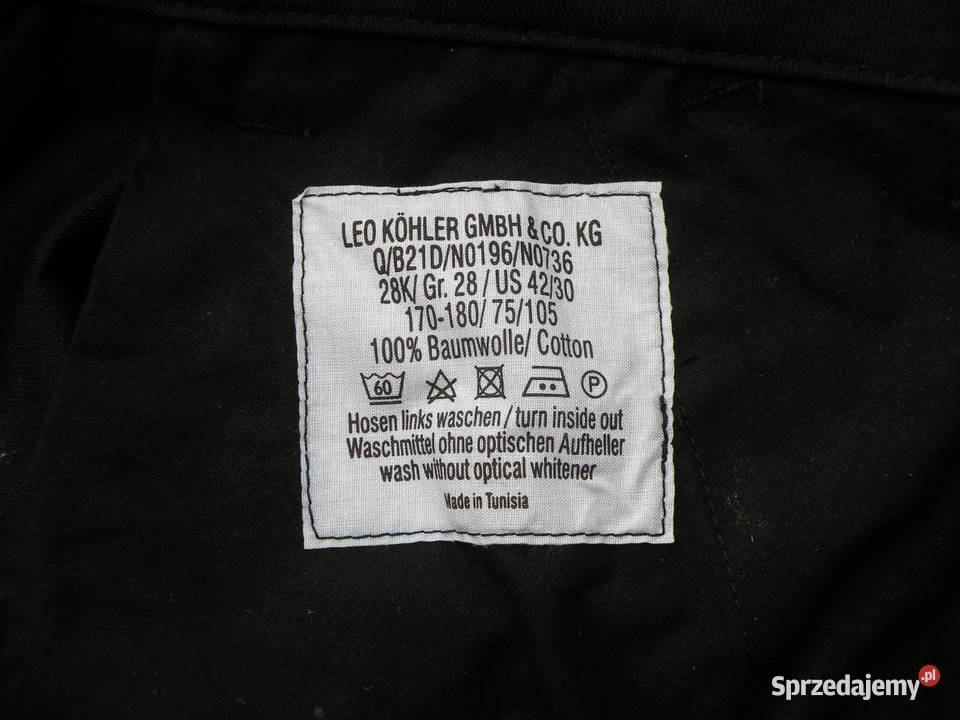 LEO KÖHLER GMBH & CO. KG
Q/B21D/N0196/N0736
28K/ Gr. 28 / US 42/30
170-180/ 75/105
100% Baumwolle/ Cotton
60 P
Hosen links waschen / turn inside out
Waschmittel ohne optischen Aufheller
wash without optical whitener
Made in Tunisia
Sprzedajemy.pl